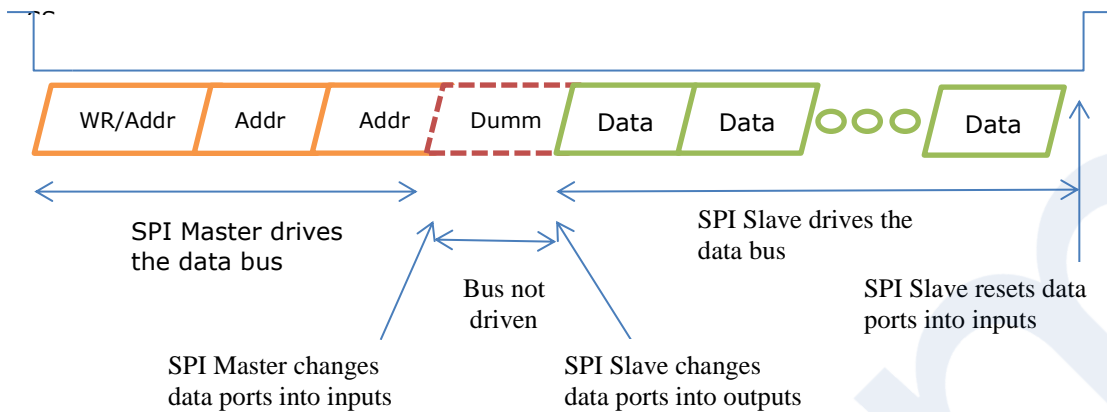 WR/Addr Addr Addr Dumm Data Data Data
SPI Master drives
the data bus
SPI Slave drives the
data bus
Bus not
driven
SPI Slave resets data
ports into inputs
SPI Master changes
data ports into inputs
SPI Slave changes
data ports into outputs